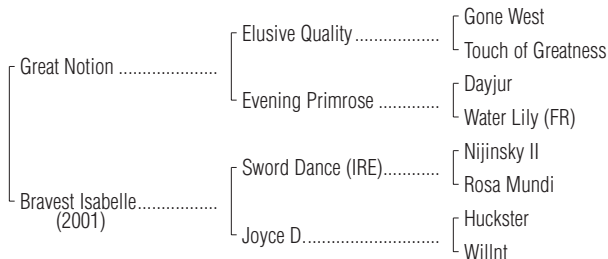 Gone West
Elusive Quality ..................
Touch of Greatness
Great Notion .....................
Dayjur
Evening Primrose .............
Water Lily (FR)
Nijinsky II
Sword Dance (IRE)............
Rosa Mundi
Bravest Isabelle.................
(2001)
Huckster
Joyce D.............................
Willnt